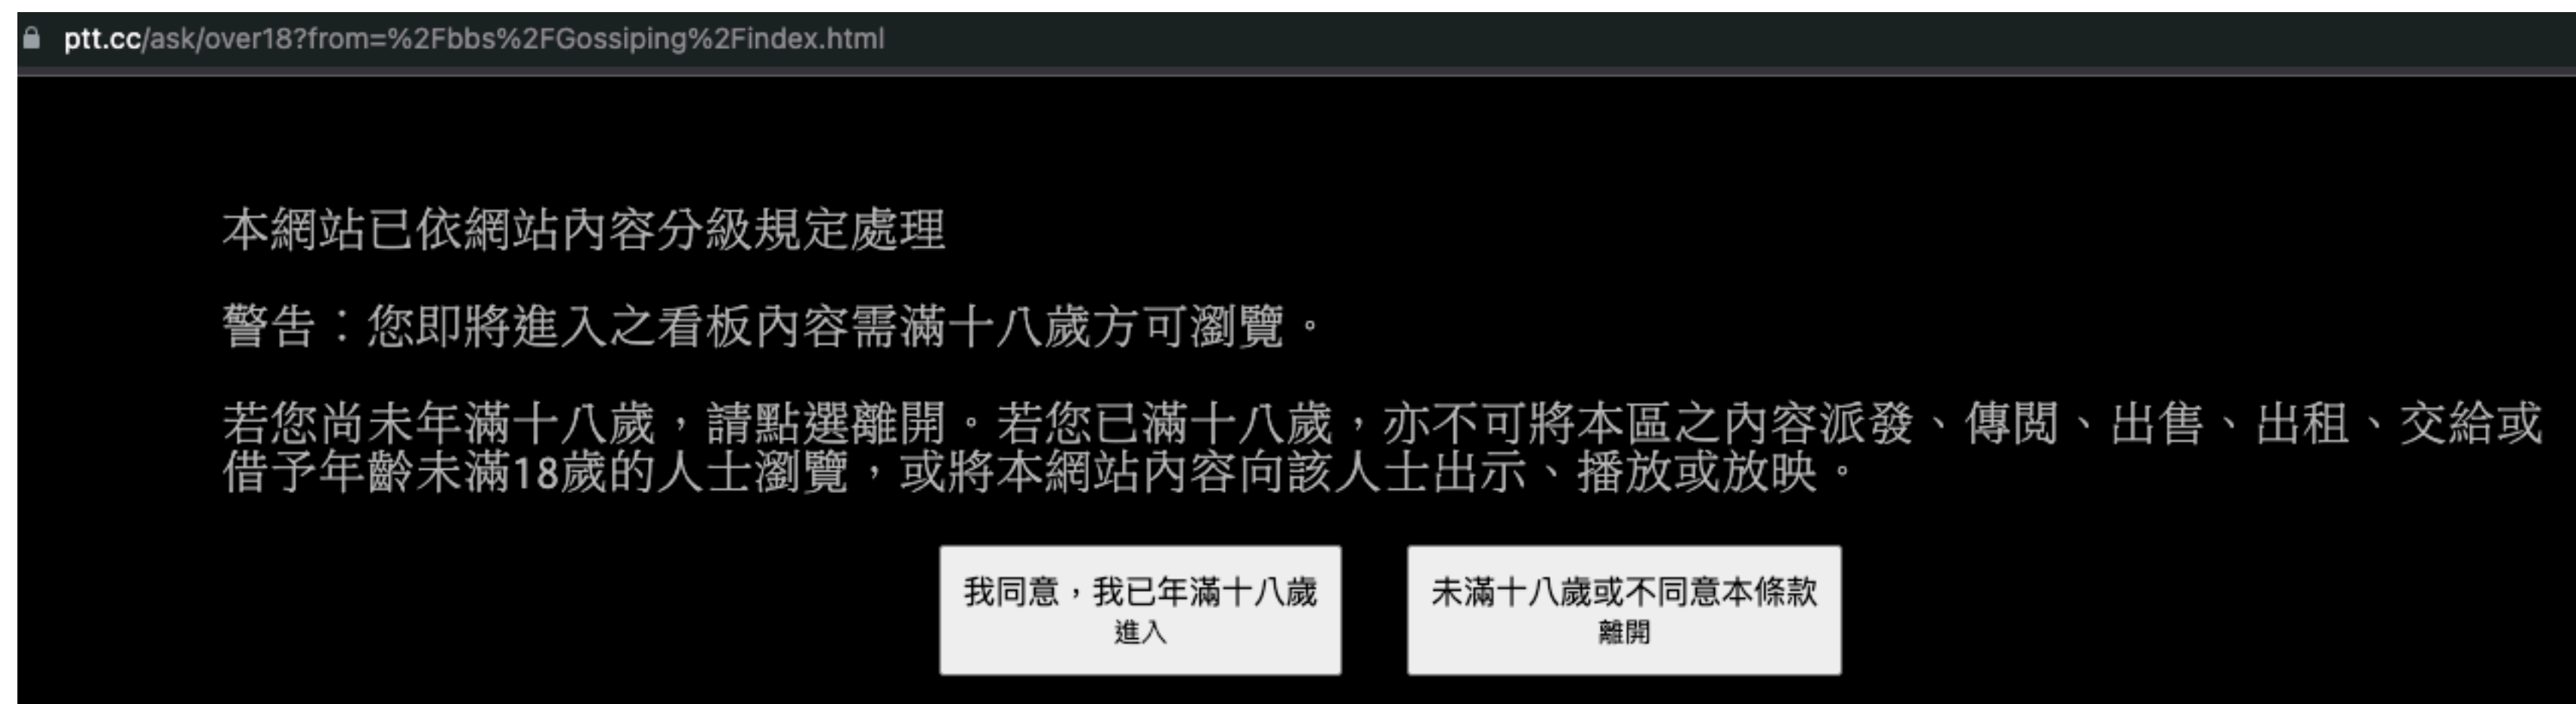 ptt.cc/ask/over18?from=%2Fbbs%2FGossiping%2Findex.html
本網站已依網站內容分級規定處理
警告：您即將進入之看板內容需滿十八歲方可瀏覽。
若您尚未年滿十八歲，請點選離開。若您已滿十八歲，亦不可將本區之內容派發、傳閱、出售、出租、交給或
借予年齡未滿18歲的人士瀏覽，或將本網站內容向該人士出示、播放或放映。
我同意，我已年滿十八歲
進入
未滿十八歲或不同意本條款
離開